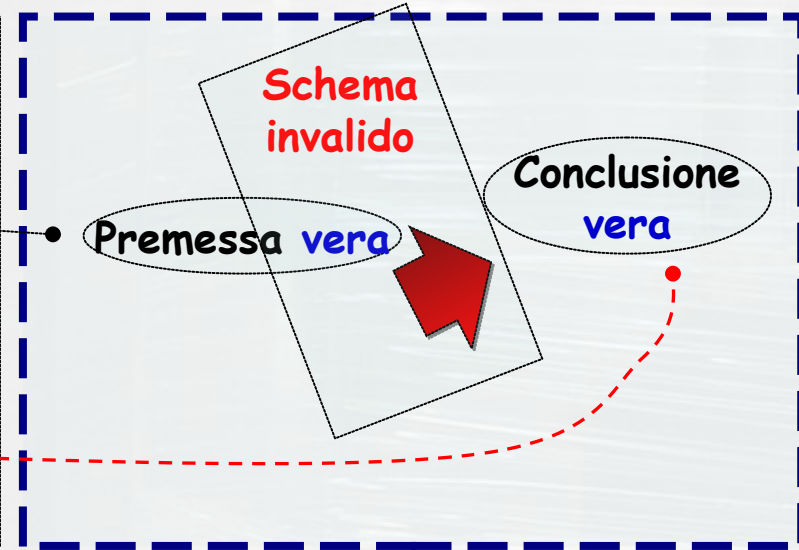 Schema
invalido
Conclusione
vera
Premessa vera